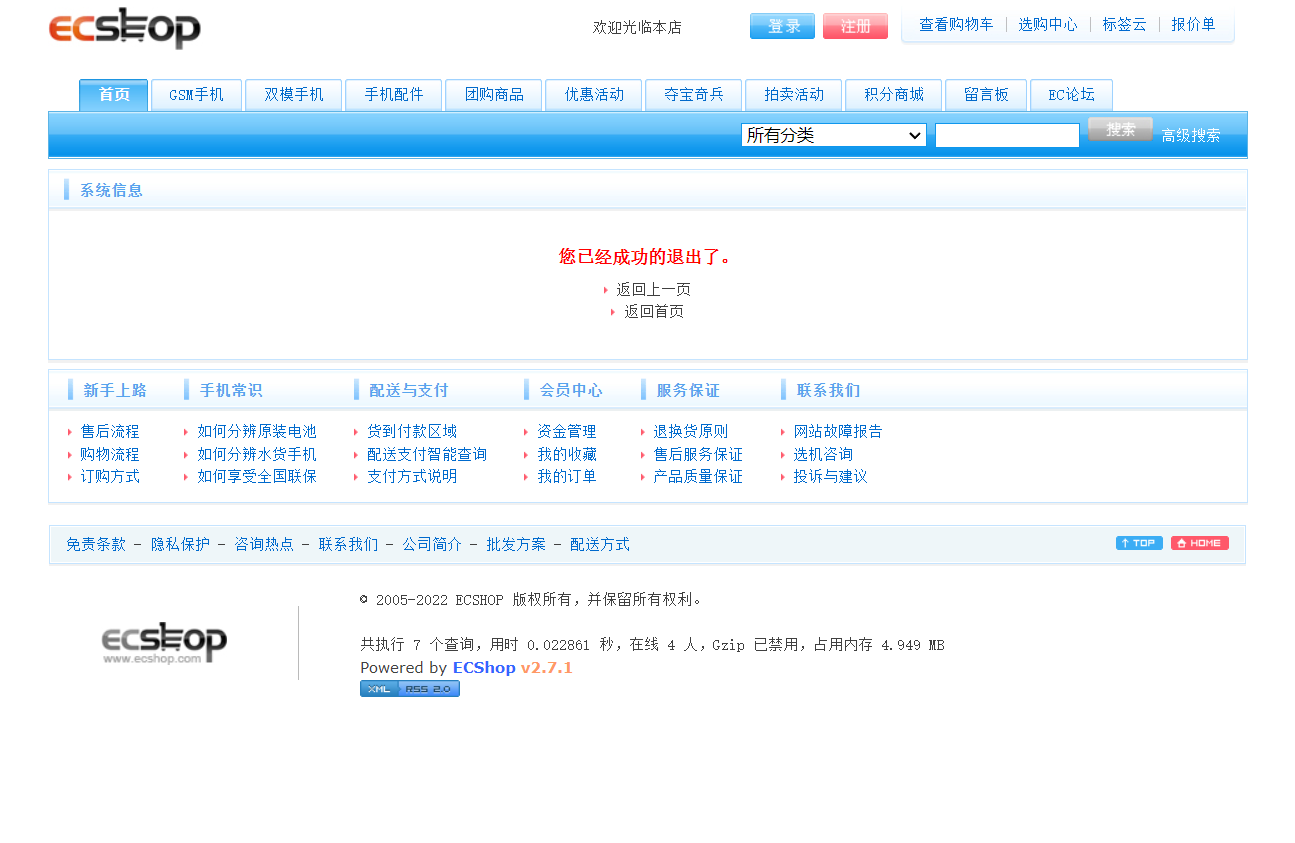 ecshop
欢迎光临本店
登录 注册
查看购物车 | 选购中心 | 标签云 | 报价单
首页 GSM手机 双模手机 手机配件 团购商品 优惠活动 夺宝奇兵 拍卖活动 积分商城 留言板 EC论坛
所有分类 搜索 高级搜索
系统信息
您已经成功的退出了。
返回上一页
返回首页
新手上路 手机常识 配送与支付 会员中心 服务保证 联系我们
售后流程 如何分辨原装电池 货到付款区域 资金管理 退换货原则 网站故障报告
购物流程 如何分辨水货手机 配送支付智能查询 我的收藏 售后服务保证 选机咨询
订购方式 如何享受全国联保 支付方式说明 我的订单 产品质量保证 投诉与建议
免责条款 - 隐私保护 - 咨询热点 - 联系我们 - 公司简介 - 批发方案 - 配送方式
TOP HOME
© 2005-2022 ECSHOP 版权所有，并保留所有权利。
ecshop
www.ecshop.com
共执行 7 个查询，用时 0.022861 秒，在线 4 人，Gzip 已禁用，占用内存 4.949 MB
Powered by ECShop v2.7.1
XML RSS 2.0